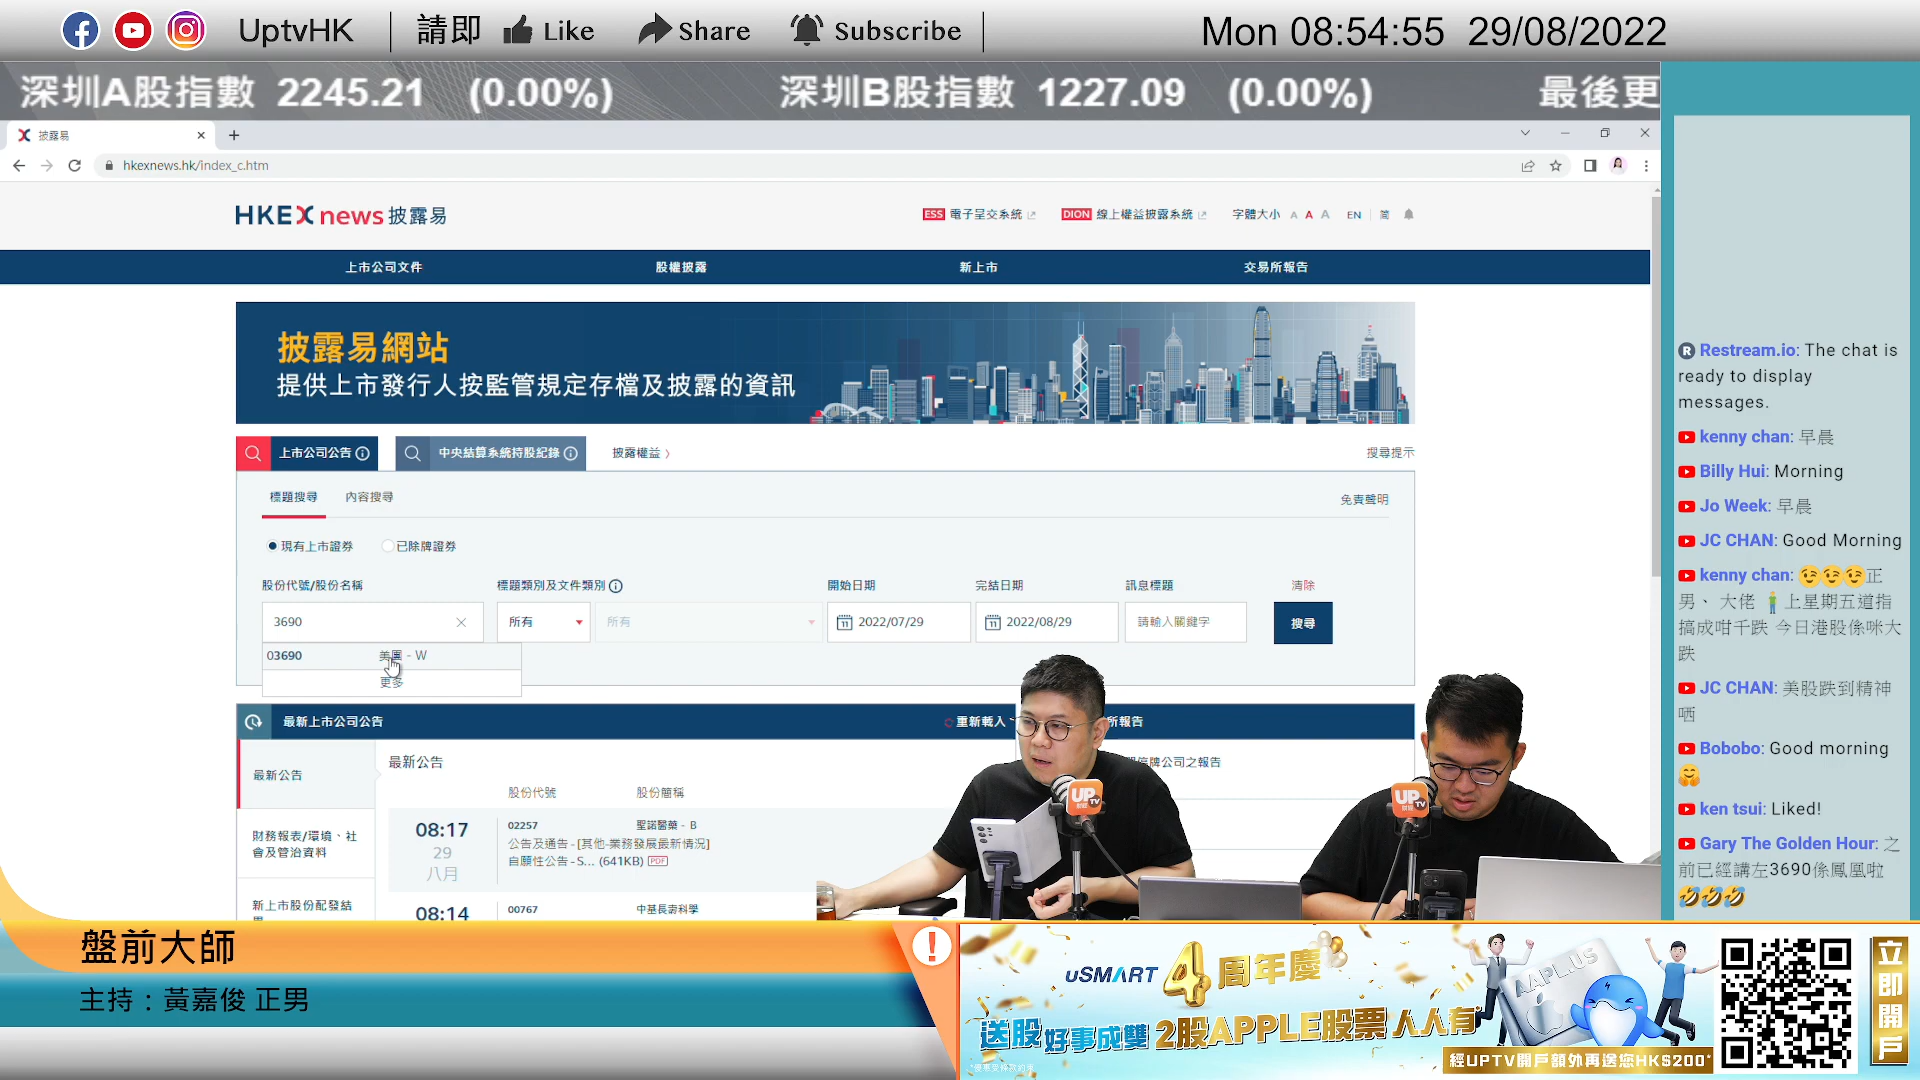 UptvHK
請即
Like
Share
Subscribe
Mon 08:54:55 29/08/2022
深圳A股指數 2245.21 (0.00%)
深圳B股指數 1227.09 (0.00%)
最後更
披露易
hkexnews.hk/index_c.htm
HKEX news 披露易
ESS 電子呈交系統
DION 線上權益披露系統
字體大小 A A A
EN
简
上市公司文件
股權披露
新上市
交易所報告
披露易網站
提供上市發行人按監管規定存檔及披露的資訊
上市公司公告
中央結算系統持股紀錄
披露權益
搜尋提示
標題搜尋
內容搜尋
免責聲明
現有上市證券
已除牌證券
股份代號/股份名稱
標題類別及文件類別
開始日期
完結日期
訊息標題
清除
3690
所有
所有
2022/07/29
2022/08/29
請輸入關鍵字
搜尋
03690 美團 - W
更多
最新上市公司公告
重新載入
所報告
最新公告
最新公告
停牌公司之報告
股份代號
股份簡稱
08:17
29
八月
02257
聖諾醫藥 - B
公告及通告 - [其他-業務發展最新情況]
自願性公告 - S... (641KB) PDF
財務報表/環境、社
會及管治資料
新上市股份配發結
08:14
00767
中基長壽科學
Restream.io: The chat is
ready to display
messages.
kenny chan: 早晨
Billy Hui: Morning
Jo Week: 早晨
JC CHAN: Good Morning
kenny chan: 😉😉😉正
男、 大佬 🧍上星期五道指
搞成咁千跌 今日港股係咪大
跌
JC CHAN: 美股跌到精神
哂
Bobobo: Good morning
🤗
ken tsui: Liked!
Gary The Golden Hour: 之
前已經講左3690係鳳凰啦
🤣🤣🤣
UP TV
UP TV
盤前大師
主持：黃嘉俊 正男
uSMART 4周年慶
送股好事成雙 2股APPLE股票人人有*
AAPL.US
經UPTV開戶額外再送您HK$200*
立即開戶